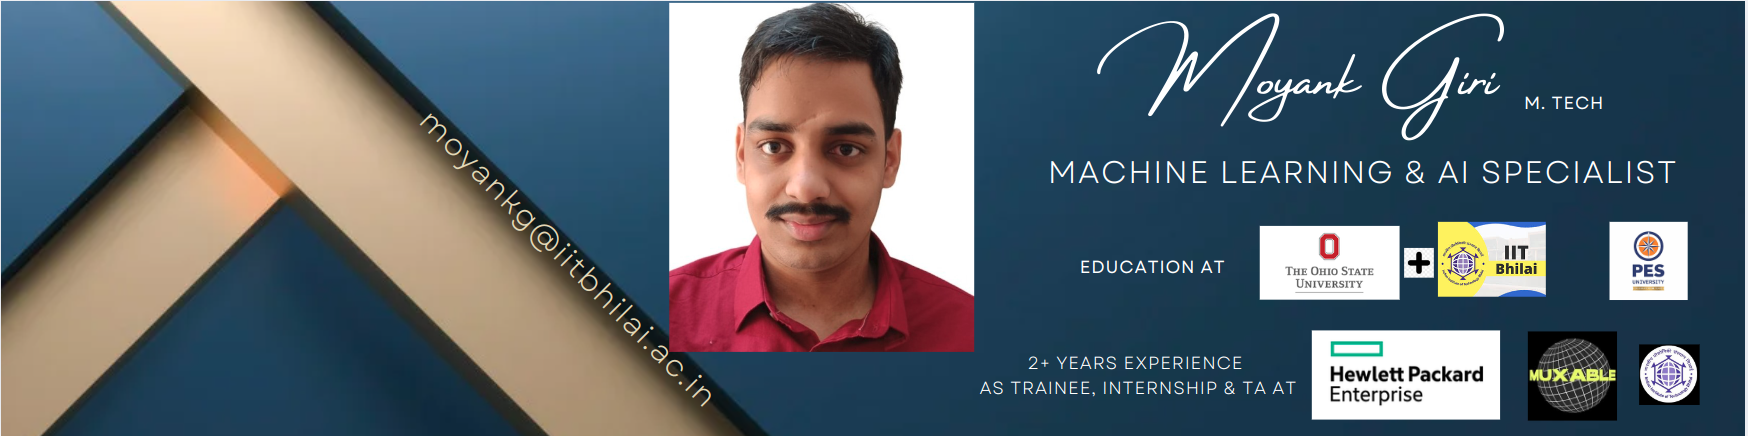 moyankg@iitbhilai.ac.in
Moyank Giri
M. TECH
MACHINE LEARNING & AI SPECIALIST
EDUCATION AT
THE OHIO STATE
UNIVERSITY
+
IIT
Bhilai
PES
UNIVERSITY
2+ YEARS EXPERIENCE
AS TRAINEE, INTERNSHIP & TA AT
Hewlett Packard
Enterprise
MUXABLE